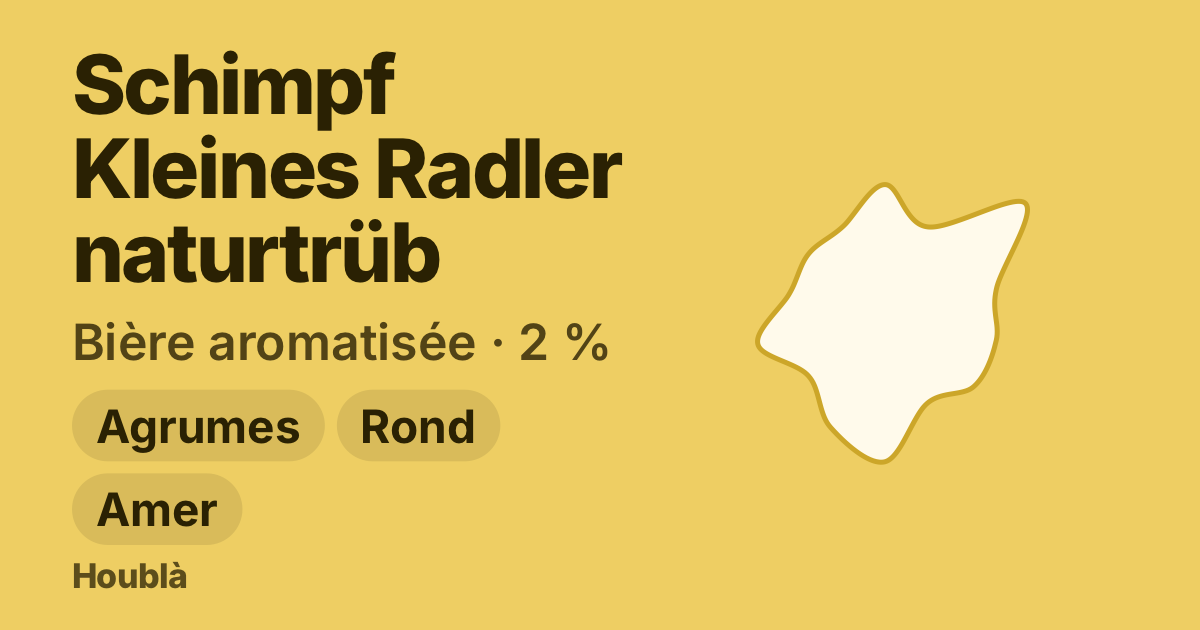 Schimpf
Kleines Radler
naturtrüb
Bière aromatisée · 2 %
Agrumes Rond
Amer
Houblà